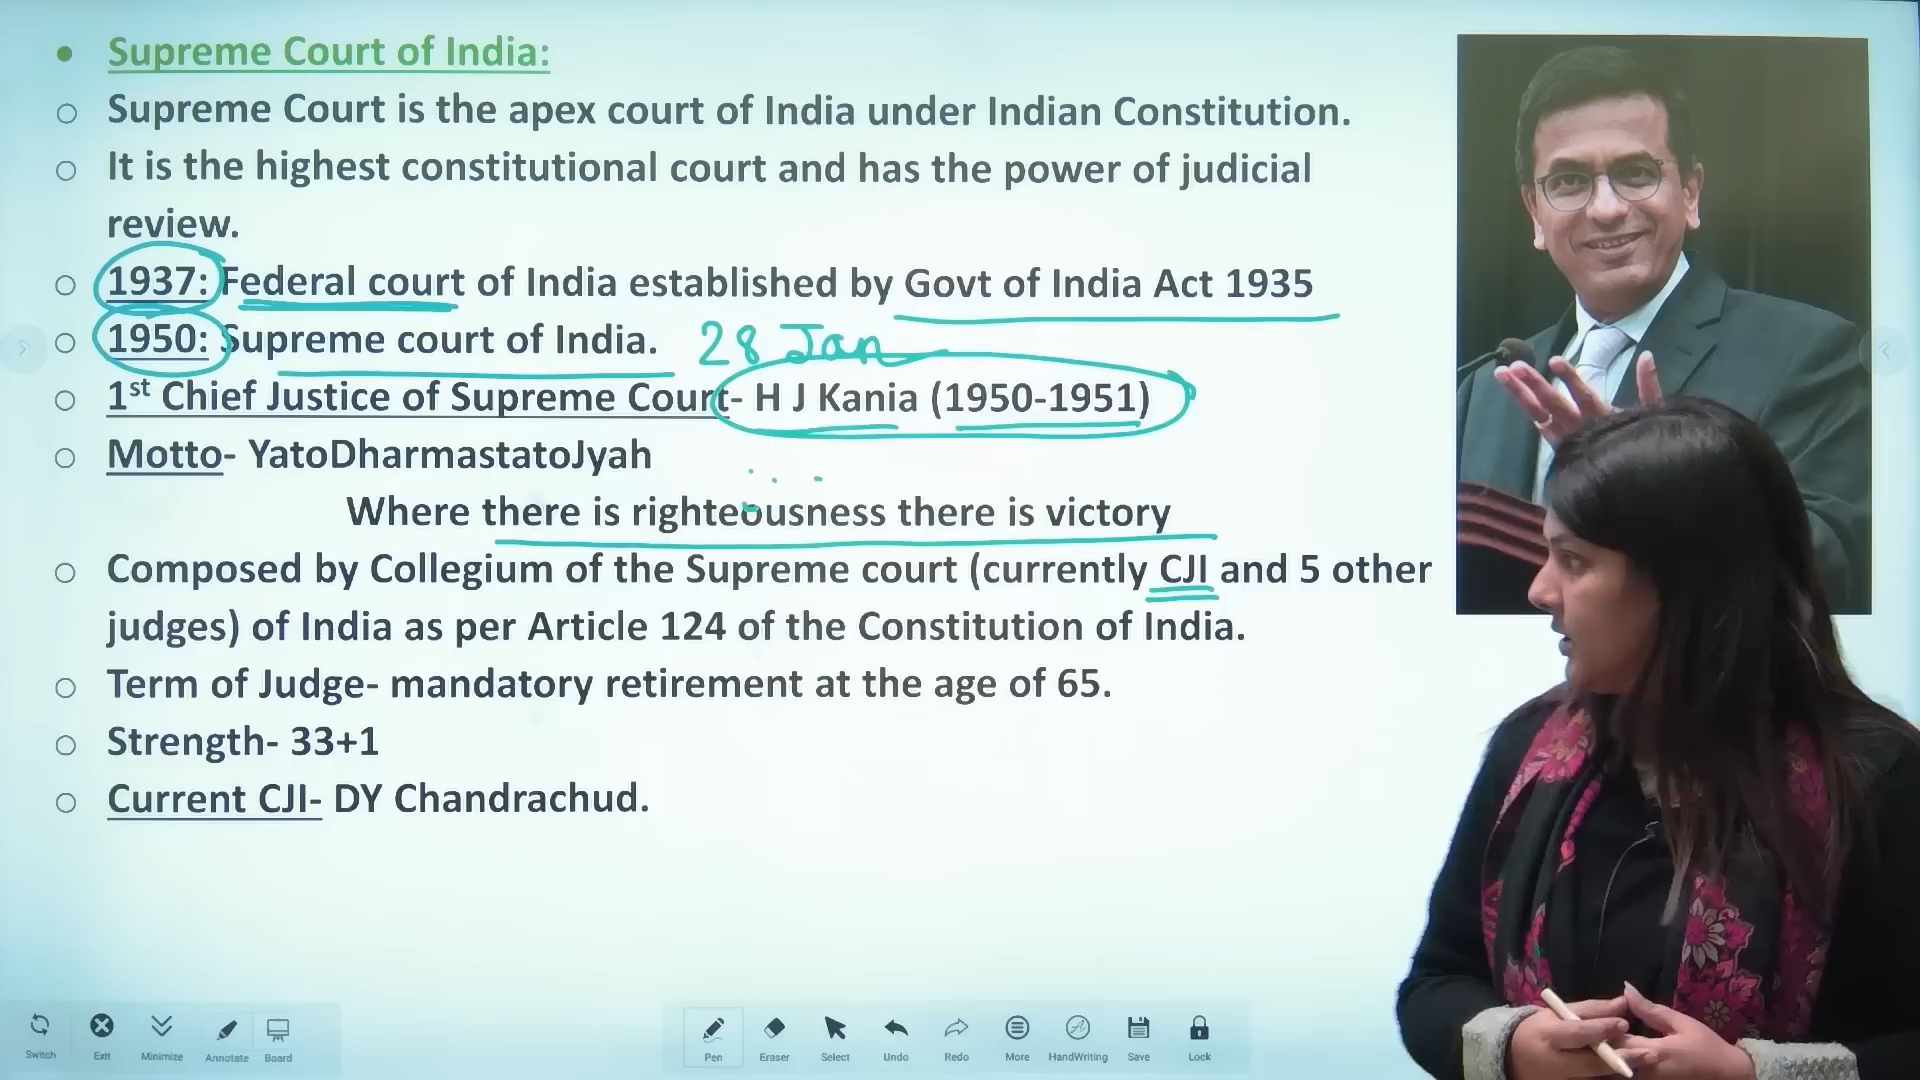 Supreme Court of India:
Supreme Court is the apex court of India under Indian Constitution.
It is the highest constitutional court and has the power of judicial
review.
1937: Federal court of India established by Govt of India Act 1935
1950: Supreme court of India. 28 Jan
1st Chief Justice of Supreme Court- H J Kania (1950-1951)
Motto- YatoDharmastatoJyah
Where there is righteousness there is victory
Composed by Collegium of the Supreme court (currently CJI and 5 other
judges) of India as per Article 124 of the Constitution of India.
Term of Judge- mandatory retirement at the age of 65.
Strength- 33+1
Current CJI- DY Chandrachud.
Switch Exit Minimize Annotate Board Pen Eraser Select Undo Redo More HandWriting Save Lock